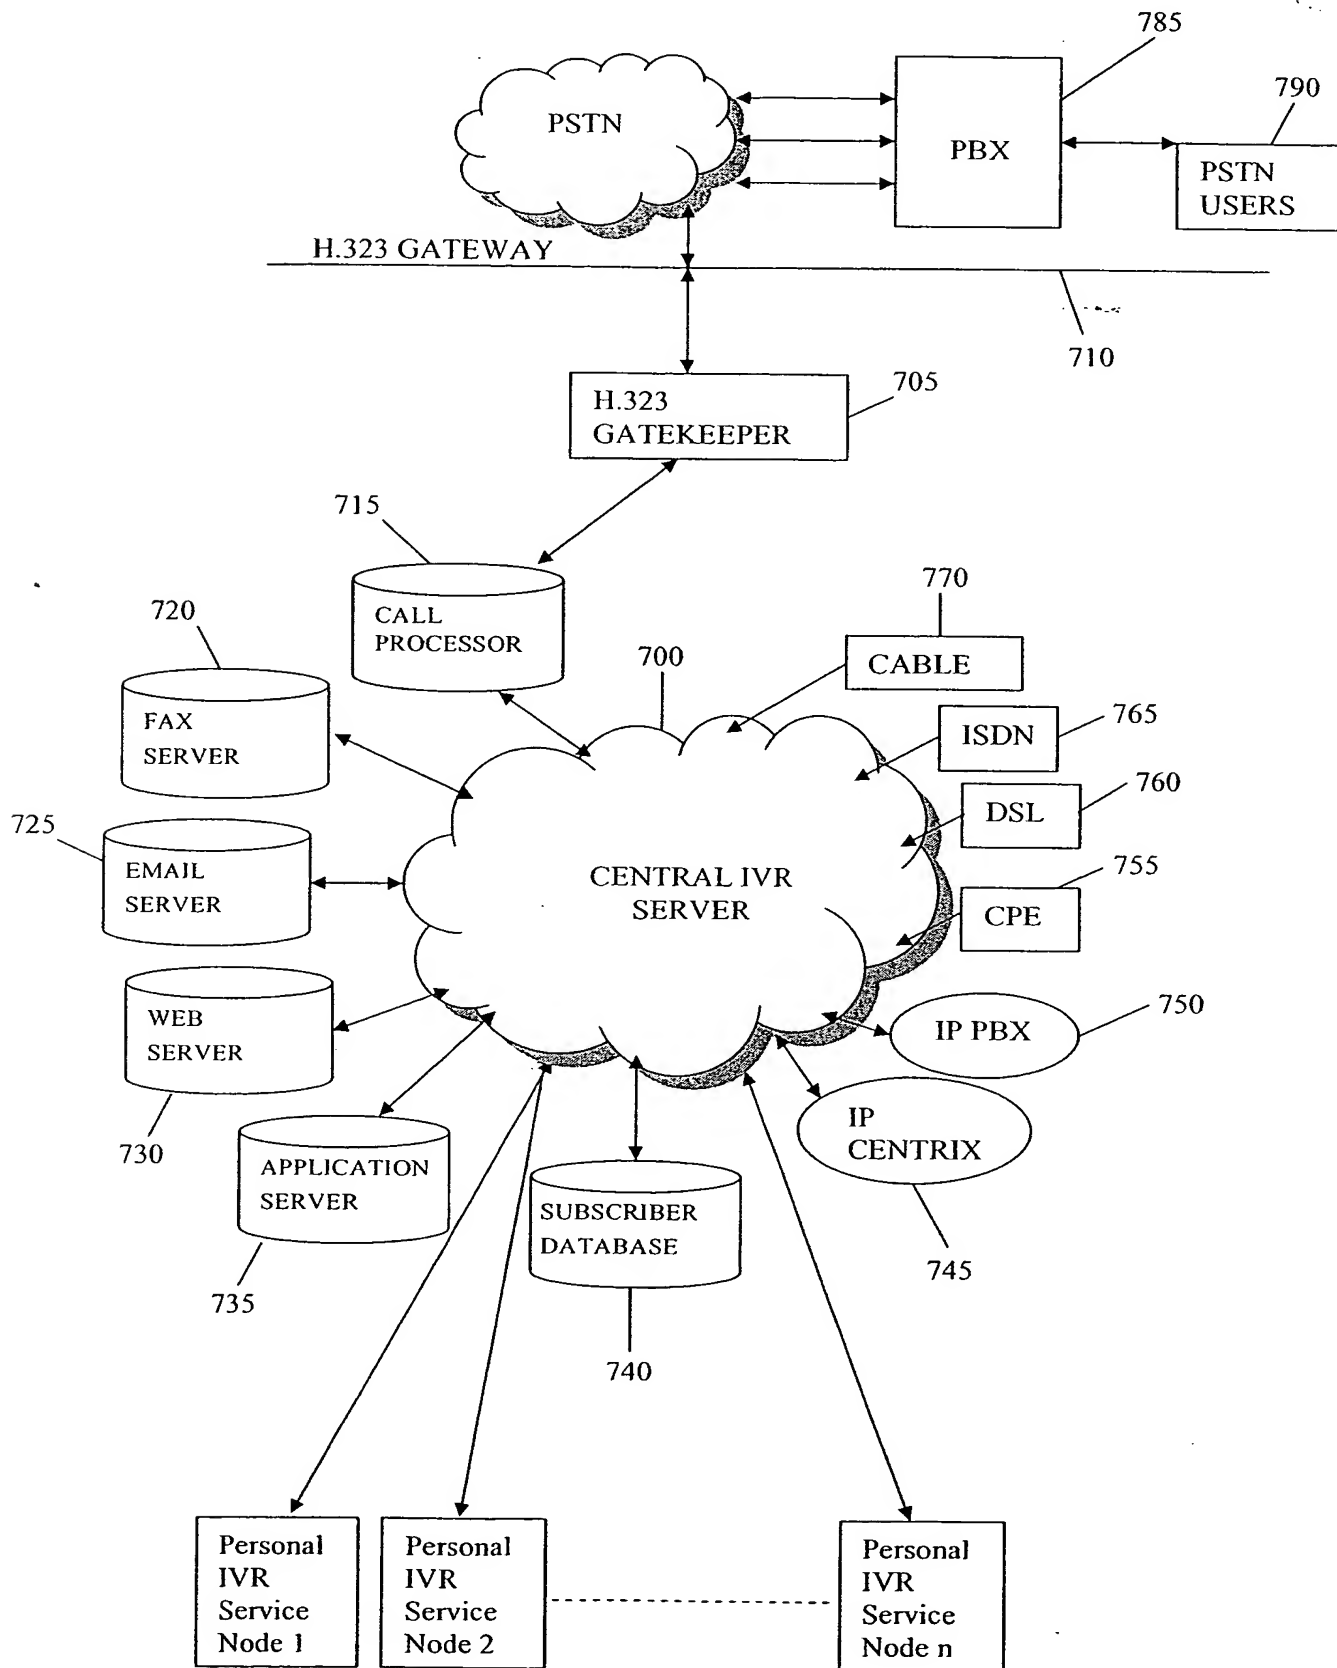 785
790
PSTN
PBX
PSTN
USERS
H.323 GATEWAY
710
705
H.323
GATEKEEPER
715
770
720
CALL
PROCESSOR
700
CABLE
765
FAX
SERVER
ISDN
760
DSL
725
755
EMAIL
SERVER
CENTRAL IVR
SERVER
CPE
750
WEB
SERVER
IP PBX
IP
CENTRIX
730
APPLICATION
SERVER
SUBSCRIBER
DATABASE
745
735
740
Personal
IVR
Service
Node 1
Personal
IVR
Service
Node 2
Personal
IVR
Service
Node n